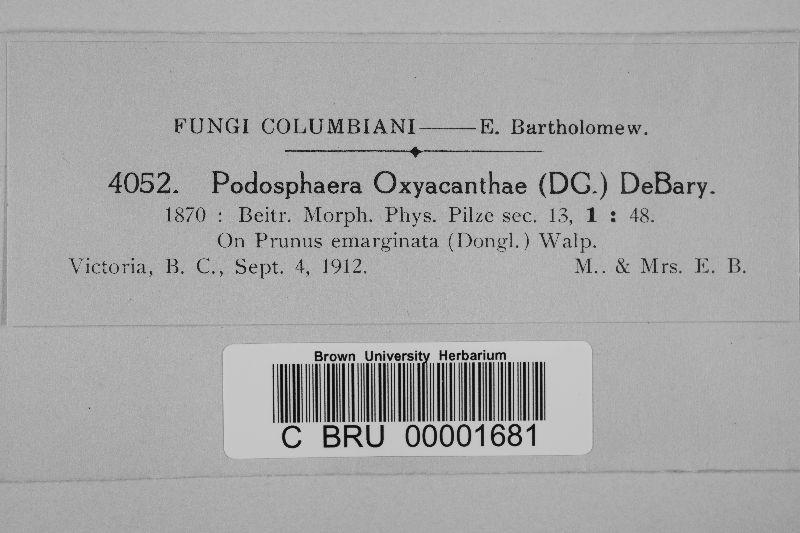 FUNGI COLUMBIANI——E. Bartholomew.
4052. Podosphaera Oxyacanthae (DC.) DeBary.
1870 : Beitr. Morph. Phys. Pilze sec. 13, 1 : 48.
On Prunus emarginata (Dongl.) Walp.
Victoria, B. C., Sept. 4, 1912. M.. & Mrs. E. B.
Brown University Herbarium
C BRU 00001681